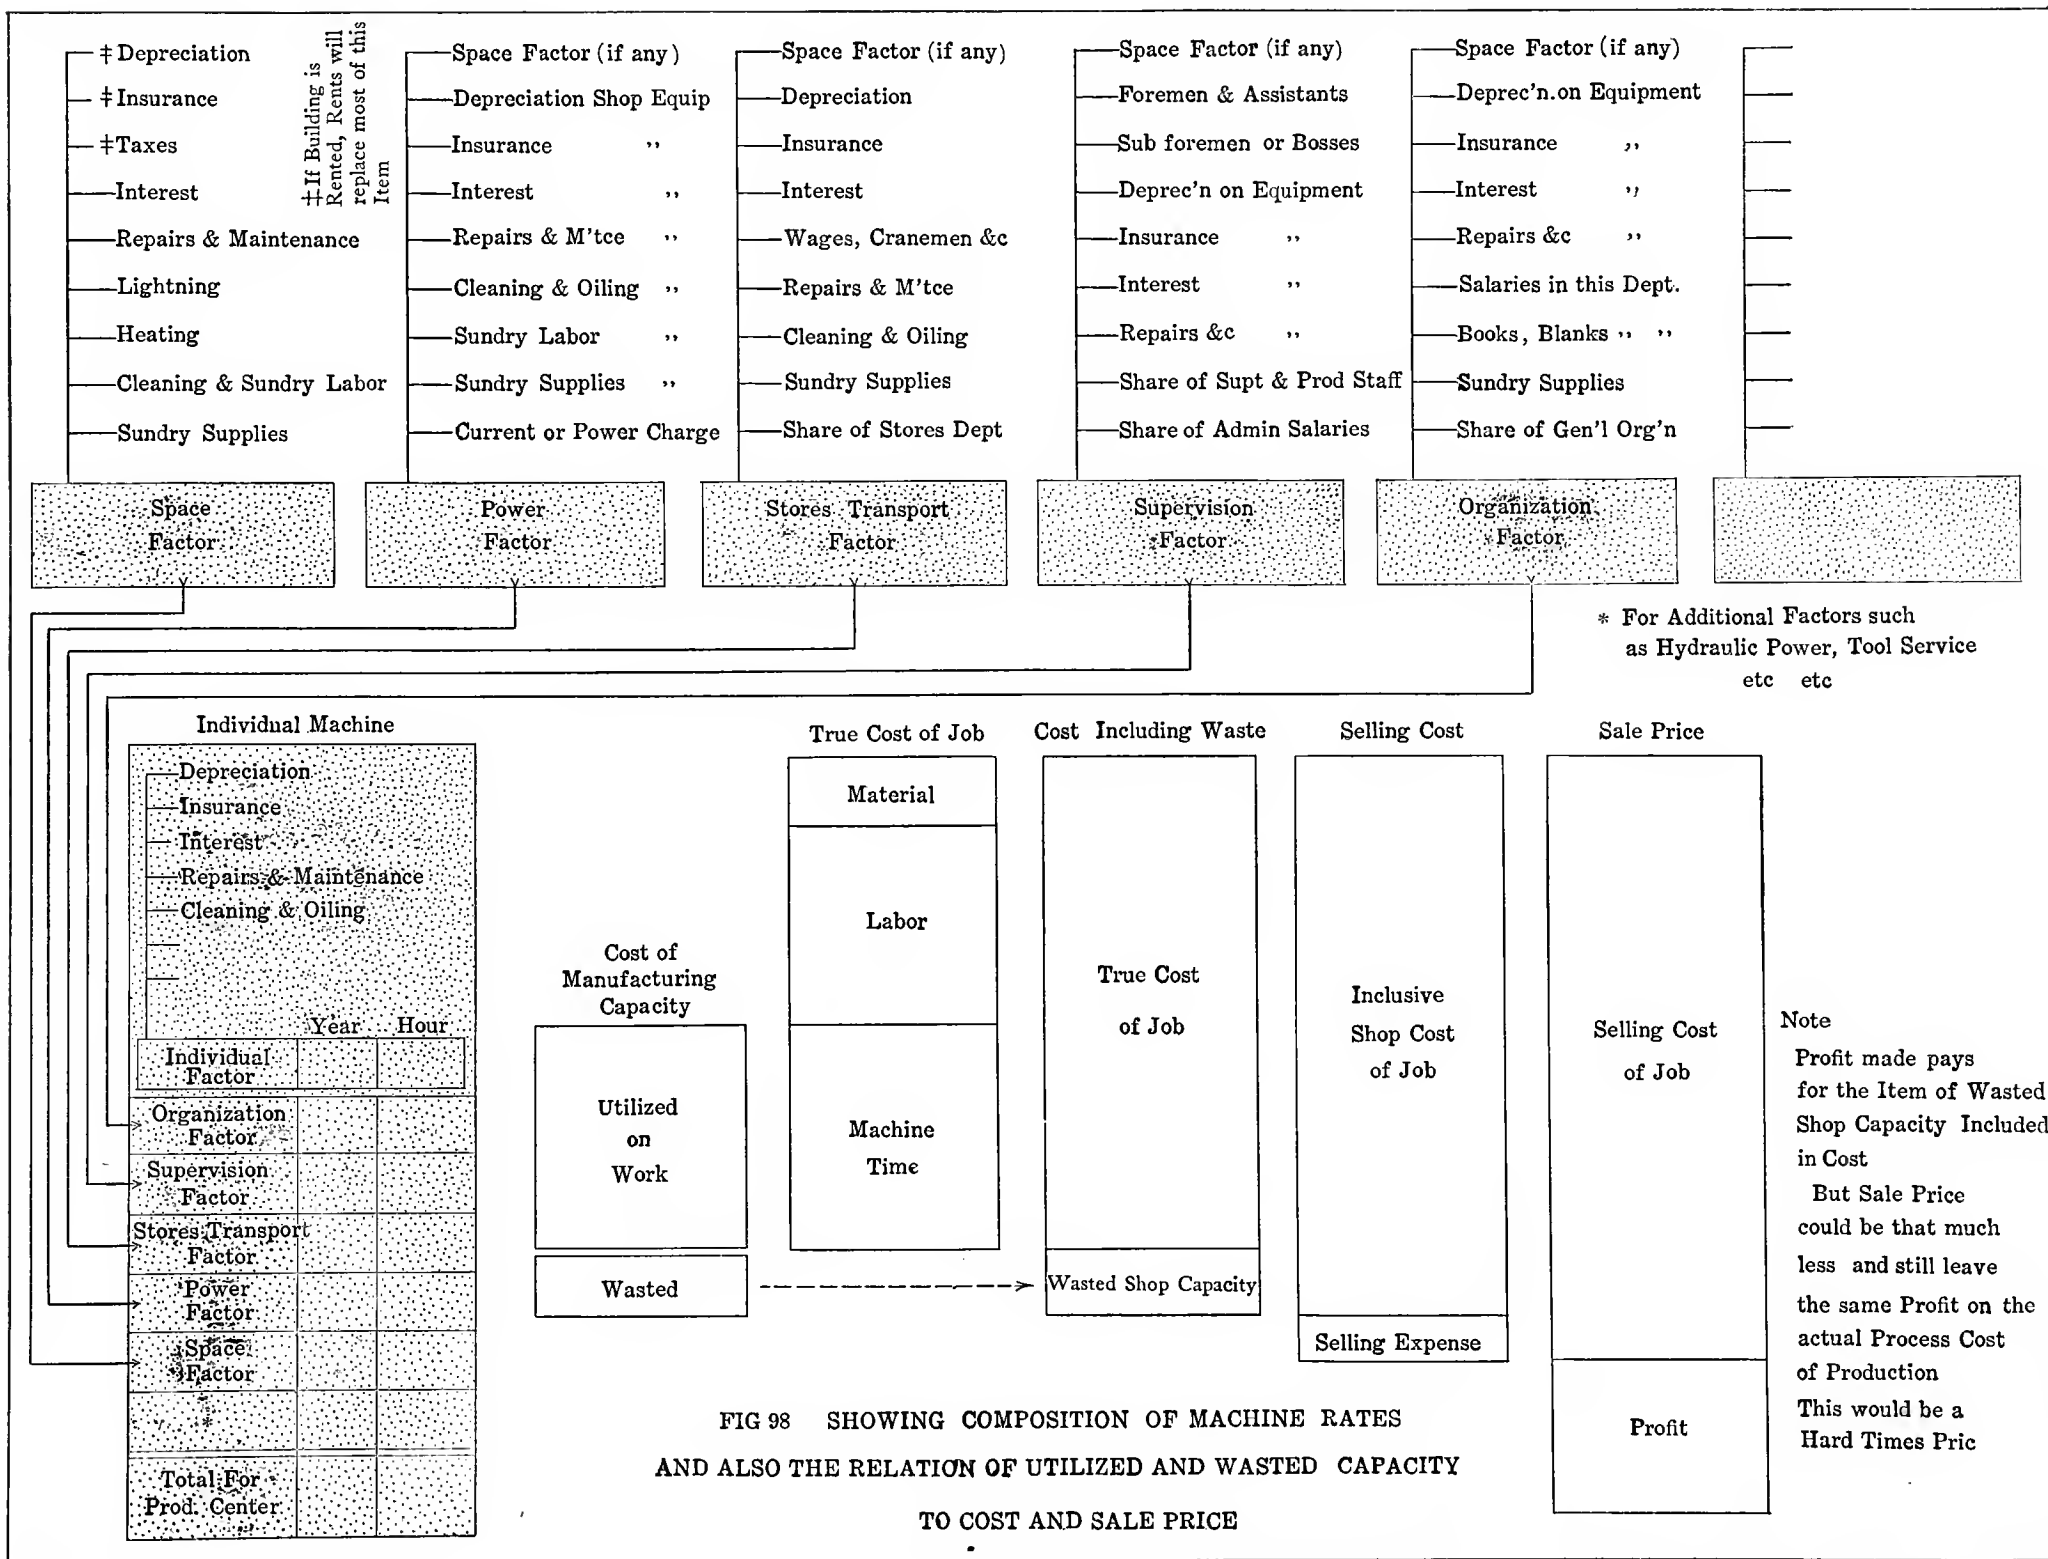 ‡ Depreciation
‡ Insurance
‡ Taxes
Interest
Repairs & Maintenance
Lightning
Heating
Cleaning & Sundry Labor
Sundry Supplies
‡ If Building is
Rented, Rents will
replace most of this
Item
Space
Factor
Space Factor (if any)
Depreciation Shop Equip
Insurance ,,
Interest ,,
Repairs & M'tce ,,
Cleaning & Oiling ,,
Sundry Labor ,,
Sundry Supplies ,,
Current or Power Charge
Power
Factor
Space Factor (if any)
Depreciation
Insurance
Interest
Wages, Cranemen &c
Repairs & M'tce
Cleaning & Oiling
Sundry Supplies
Share of Stores Dept
Stores Transport
Factor
Space Factor (if any)
Foremen & Assistants
Sub foremen or Bosses
Deprec'n on Equipment
Insurance ,,
Interest ,,
Repairs &c ,,
Share of Supt & Prod Staff
Share of Admin Salaries
Supervision
Factor
Space Factor (if any)
Deprec'n. on Equipment
Insurance ,,
Interest ,,
Repairs &c ,,
Salaries in this Dept.
Books, Blanks ,, ,,
Sundry Supplies
Share of Gen'l Org'n
Organization
Factor
* For Additional Factors such
as Hydraulic Power, Tool Service
etc etc
Individual Machine
Depreciation
Insurance
Interest
Repairs & Maintenance
Cleaning & Oiling
Year Hour
Individual
Factor
Organization
Factor
Supervision
Factor
Stores Transport
Factor
Power
Factor
Space
Factor
*
Total For
Prod. Center
Cost of
Manufacturing
Capacity
Utilized
on
Work
Wasted
True Cost of Job
Material
Labor
Machine
Time
Cost Including Waste
True Cost
of Job
Wasted Shop Capacity
Selling Cost
Inclusive
Shop Cost
of Job
Selling Expense
Sale Price
Selling Cost
of Job
Profit
Note
Profit made pays
for the Item of Wasted
Shop Capacity Included
in Cost
But Sale Price
could be that much
less and still leave
the same Profit on the
actual Process Cost
of Production
This would be a
Hard Times Pric
FIG 98 SHOWING COMPOSITION OF MACHINE RATES
AND ALSO THE RELATION OF UTILIZED AND WASTED CAPACITY
TO COST AND SALE PRICE